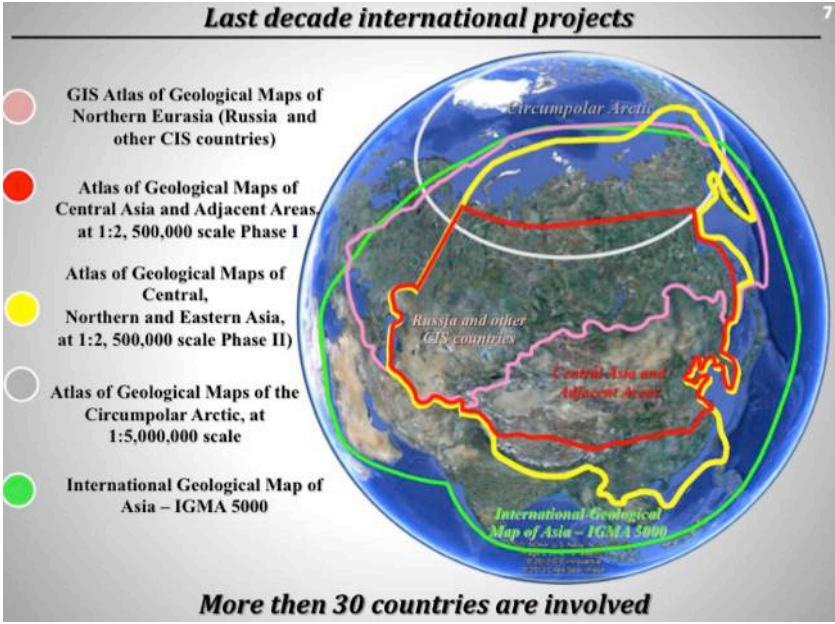 Last decade international projects
7
GIS Atlas of Geological Maps of
Northern Eurasia (Russia and
other CIS countries)
Atlas of Geological Maps of
Central Asia and Adjacent Areas,
at 1:2, 500,000 scale Phase I
Atlas of Geological Maps of
Central,
Northern and Eastern Asia,
at 1:2, 500,000 scale Phase II)
Atlas of Geological Maps of the
Circumpolar Arctic, at
1:5,000,000 scale
International Geological Map of
Asia – IGMA 5000
Circumpolar Arctic
Russia and other
CIS countries
Central Asia and
Adjacent Areas
International Geological
Map of Asia – IGMA 5000
More then 30 countries are involved